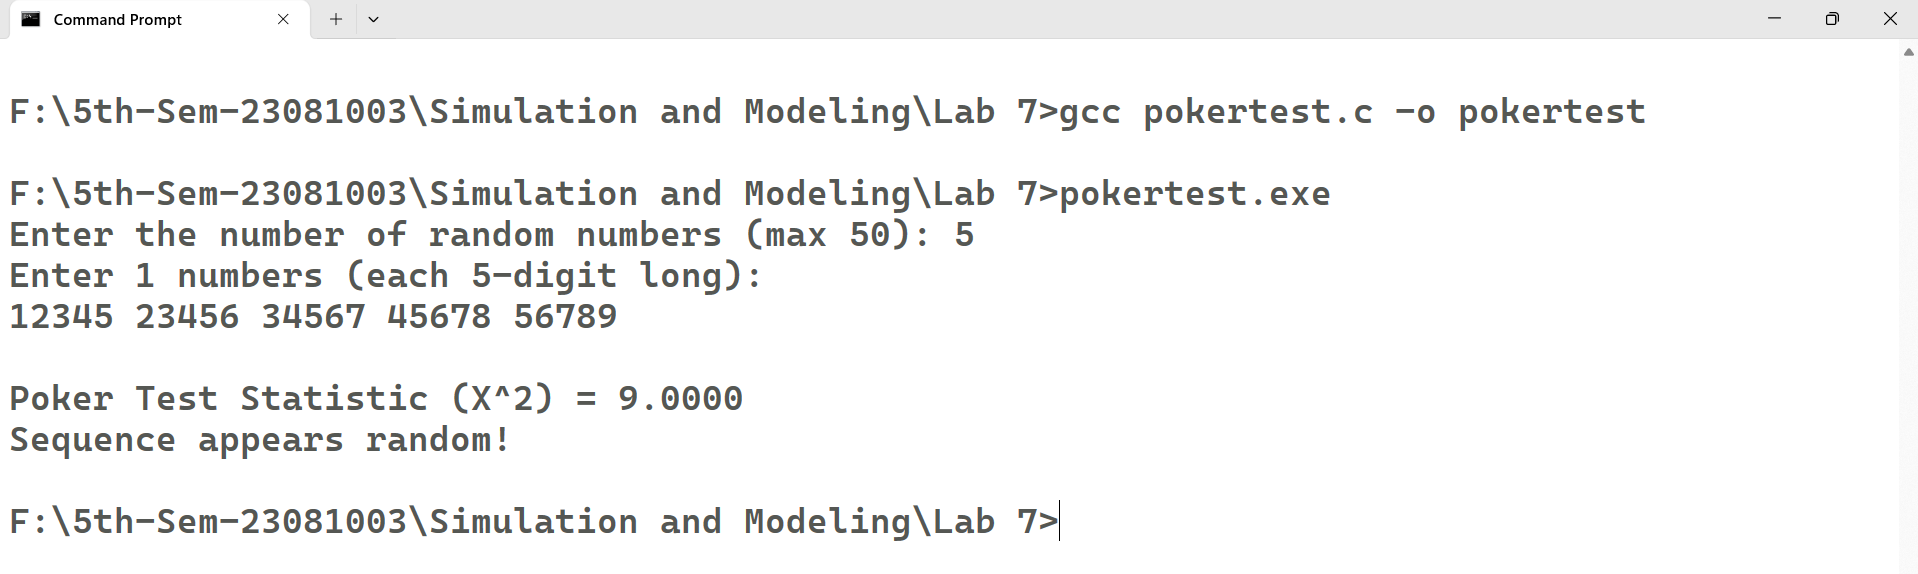 Command Prompt
F:\5th-Sem-23081003\Simulation and Modeling\Lab 7>gcc pokertest.c -o pokertest
F:\5th-Sem-23081003\Simulation and Modeling\Lab 7>pokertest.exe
Enter the number of random numbers (max 50): 5
Enter 1 numbers (each 5-digit long):
12345 23456 34567 45678 56789
Poker Test Statistic (X^2) = 9.0000
Sequence appears random!
F:\5th-Sem-23081003\Simulation and Modeling\Lab 7>